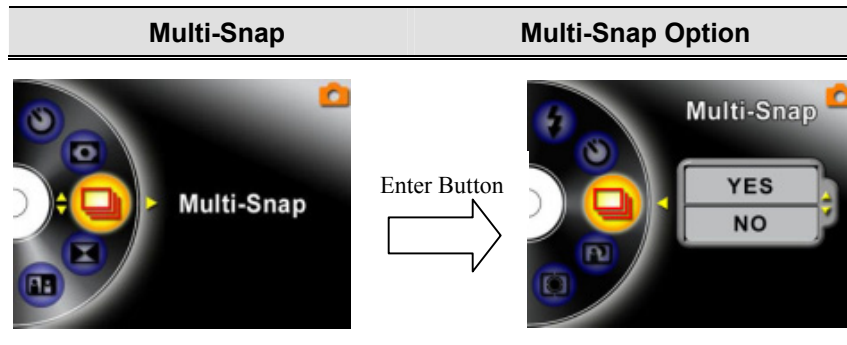 Multi-Snap Multi-Snap Option
Multi-Snap
Enter Button
Multi-Snap
YES
NO